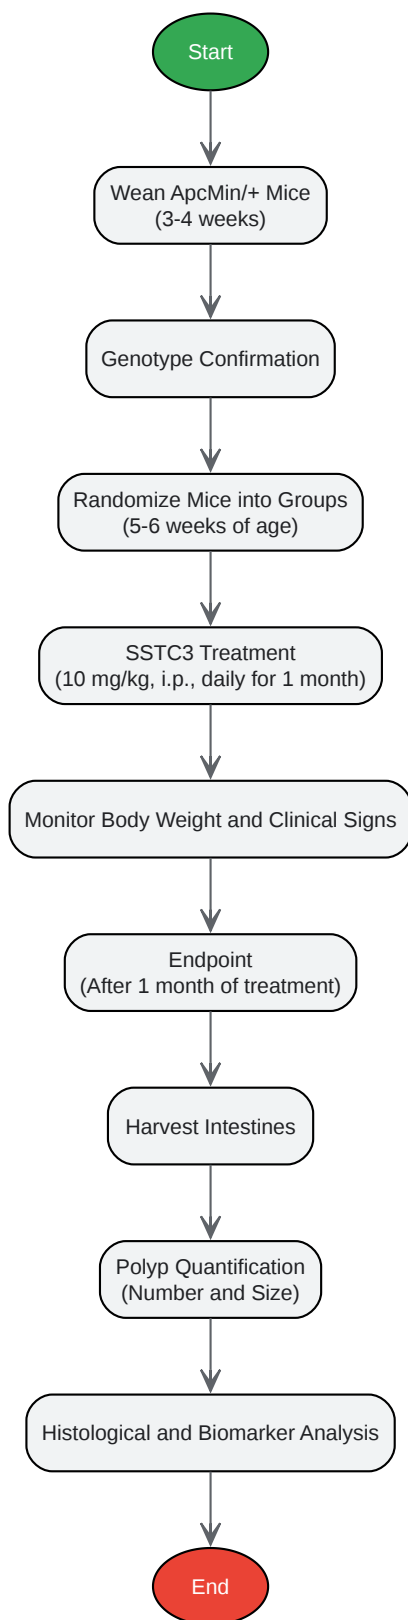 Start
Wean ApcMin/+ Mice
(3-4 weeks)
Genotype Confirmation
Randomize Mice into Groups
(5-6 weeks of age)
SSTC3 Treatment
(10 mg/kg, i.p., daily for 1 month)
Monitor Body Weight and Clinical Signs
Endpoint
(After 1 month of treatment)
Harvest Intestines
Polyp Quantification
(Number and Size)
Histological and Biomarker Analysis
End